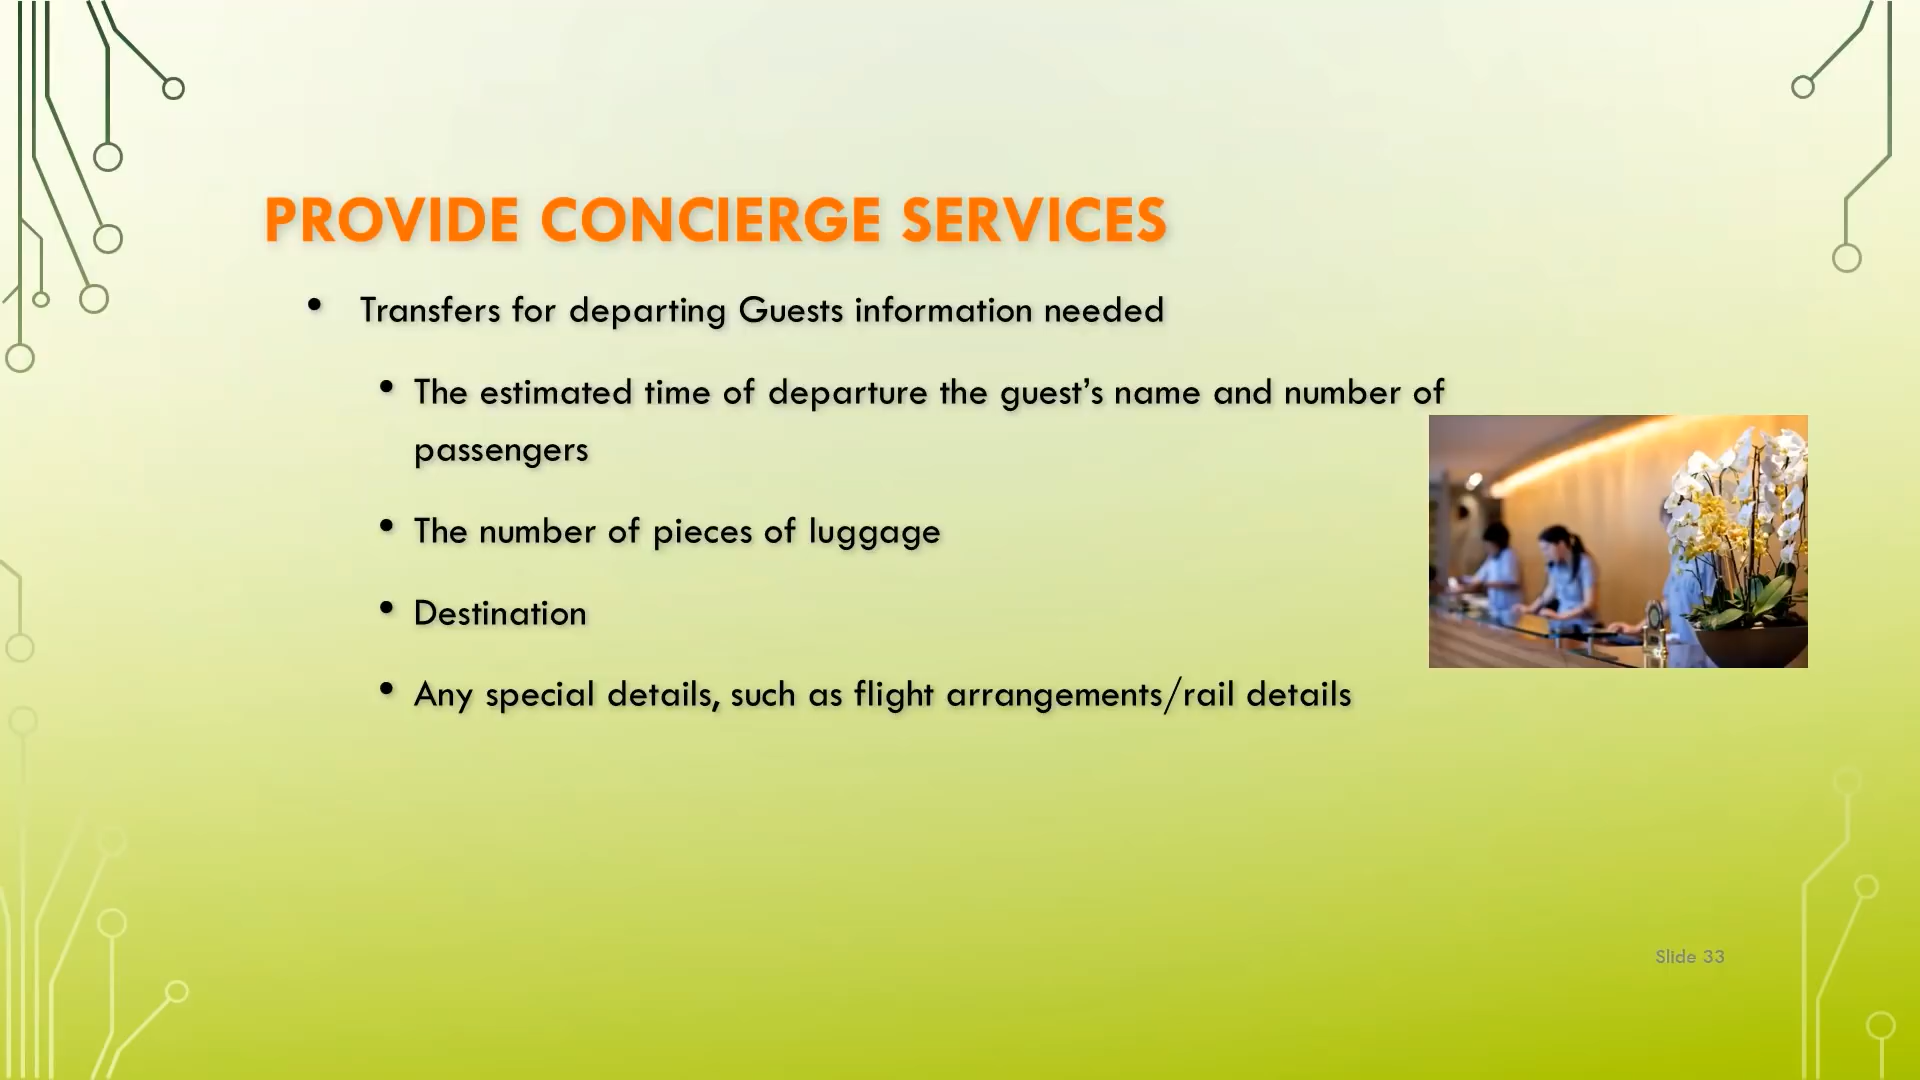 PROVIDE CONCIERGE SERVICES
• Transfers for departing Guests information needed
• The estimated time of departure the guest’s name and number of
passengers
• The number of pieces of luggage
• Destination
• Any special details, such as flight arrangements/rail details
Slide 33